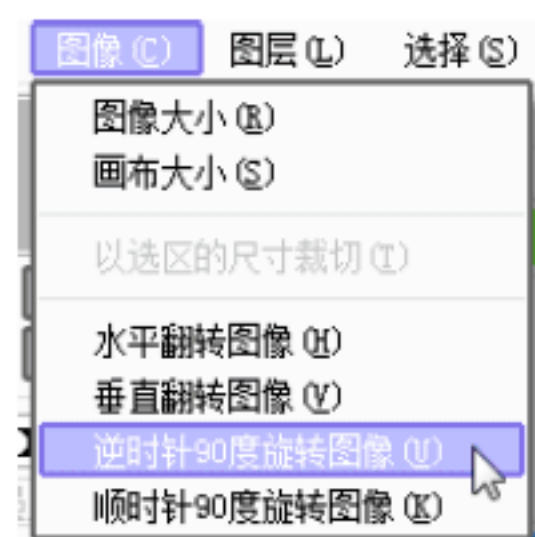 图像(C) 图层(L) 选择(S)
图像大小(R)
画布大小(S)
以选区的尺寸裁切(T)
水平翻转图像(H)
垂直翻转图像(V)
逆时针90度旋转图像(U)
顺时针90度旋转图像(K)